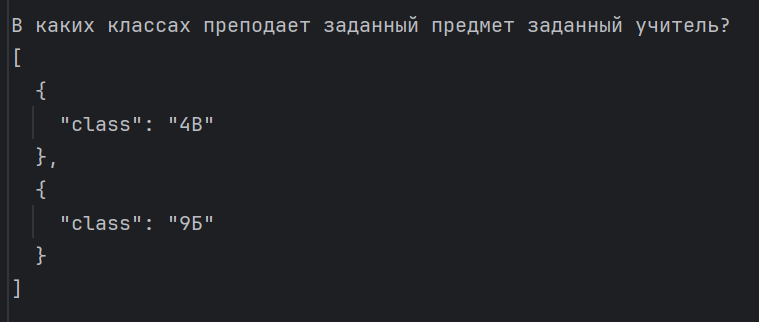 В каких классах преподает заданный предмет заданный учитель?
[
  {
    "class": "4В"
  },
  {
    "class": "9Б"
  }
]